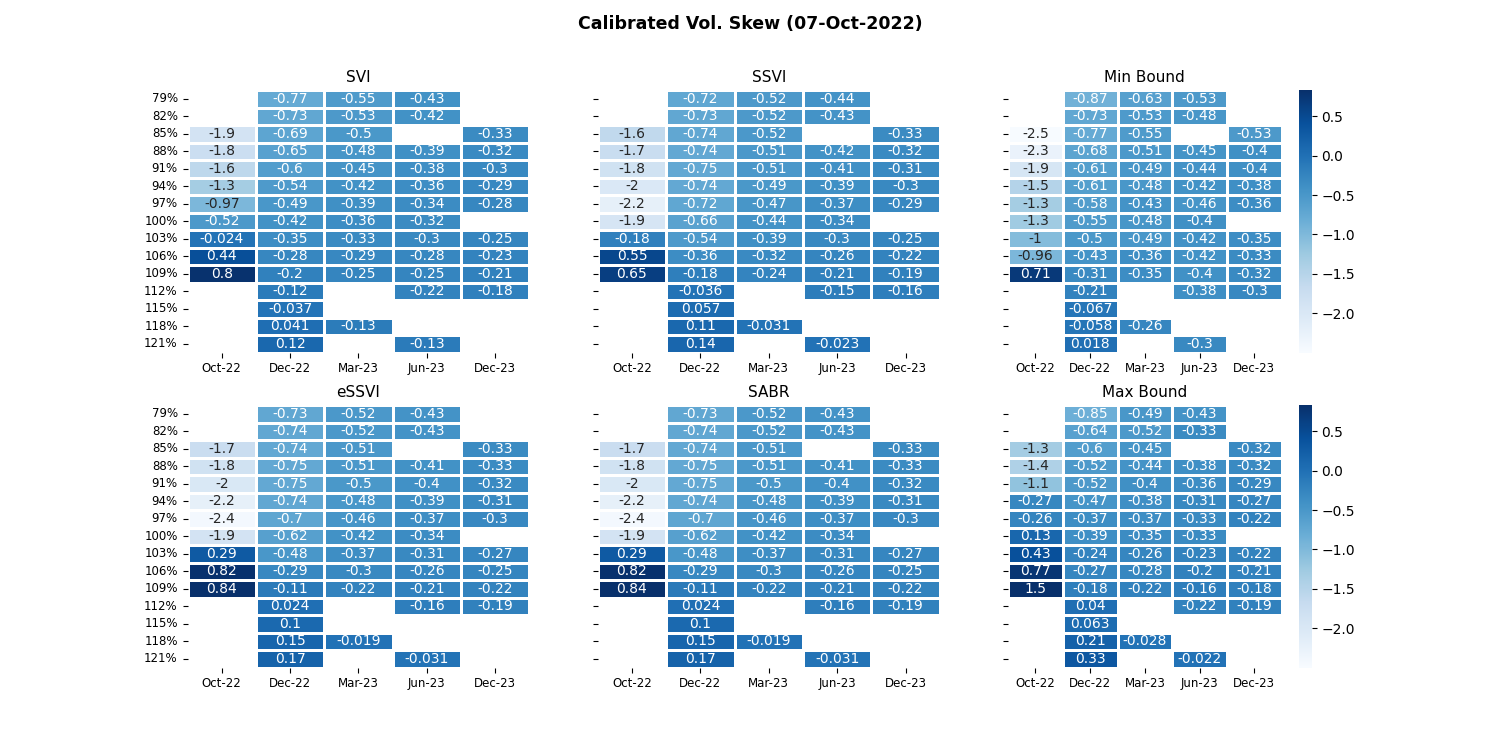 Calibrated Vol. Skew (07-Oct-2022)
SVI SSVI Min Bound
79% -0.77 -0.55 -0.43 -0.72 -0.52 -0.44 -0.87 -0.63 -0.53
82% -0.73 -0.53 -0.42 -0.73 -0.52 -0.43 -0.73 -0.53 -0.48
85% -1.9 -0.69 -0.5 -0.33 -1.6 -0.74 -0.52 -0.33 -2.5 -0.77 -0.55 -0.53 0.5
88% -1.8 -0.65 -0.48 -0.39 -0.32 -1.7 -0.74 -0.51 -0.42 -0.32 -2.3 -0.68 -0.51 -0.45 -0.4 0.0
91% -1.6 -0.6 -0.45 -0.38 -0.3 -1.8 -0.75 -0.51 -0.41 -0.31 -1.9 -0.61 -0.49 -0.44 -0.4
94% -1.3 -0.54 -0.42 -0.36 -0.29 -2 -0.74 -0.49 -0.39 -0.3 -1.5 -0.61 -0.48 -0.42 -0.38 −0.5
97% -0.97 -0.49 -0.39 -0.34 -0.28 -2.2 -0.72 -0.47 -0.37 -0.29 -1.3 -0.58 -0.43 -0.46 -0.36
100% -0.52 -0.42 -0.36 -0.32 -1.9 -0.66 -0.44 -0.34 -1.3 -0.55 -0.48 -0.4
103% -0.024 -0.35 -0.33 -0.3 -0.25 -0.18 -0.54 -0.39 -0.3 -0.25 -1 -0.5 -0.49 -0.42 -0.35 −1.0
106% 0.44 -0.28 -0.29 -0.28 -0.23 0.55 -0.36 -0.32 -0.26 -0.22 -0.96 -0.43 -0.36 -0.42 -0.33
109% 0.8 -0.2 -0.25 -0.25 -0.21 0.65 -0.18 -0.24 -0.21 -0.19 0.71 -0.31 -0.35 -0.4 -0.32 −1.5
112% -0.12 -0.22 -0.18 -0.036 -0.15 -0.16 -0.21 -0.38 -0.3
115% -0.037 0.057 -0.067 −2.0
118% 0.041 -0.13 0.11 -0.031 -0.058 -0.26
121% 0.12 -0.13 0.14 -0.023 0.018 -0.3
Oct-22 Dec-22 Mar-23 Jun-23 Dec-23 Oct-22 Dec-22 Mar-23 Jun-23 Dec-23 Oct-22 Dec-22 Mar-23 Jun-23 Dec-23
eSSVI SABR Max Bound
79% -0.73 -0.52 -0.43 -0.73 -0.52 -0.43 -0.85 -0.49 -0.43
82% -0.74 -0.52 -0.43 -0.74 -0.52 -0.43 -0.64 -0.52 -0.33 0.5
85% -1.7 -0.74 -0.51 -0.33 -1.7 -0.74 -0.51 -0.33 -1.3 -0.6 -0.45 -0.32
88% -1.8 -0.75 -0.51 -0.41 -0.33 -1.8 -0.75 -0.51 -0.41 -0.33 -1.4 -0.52 -0.44 -0.38 -0.32 0.0
91% -2 -0.75 -0.5 -0.4 -0.32 -2 -0.75 -0.5 -0.4 -0.32 -1.1 -0.52 -0.4 -0.36 -0.29
94% -2.2 -0.74 -0.48 -0.39 -0.31 -2.2 -0.74 -0.48 -0.39 -0.31 -0.27 -0.47 -0.38 -0.31 -0.27
97% -2.4 -0.7 -0.46 -0.37 -0.3 -2.4 -0.7 -0.46 -0.37 -0.3 -0.26 -0.37 -0.37 -0.33 -0.22 −0.5
100% -1.9 -0.62 -0.42 -0.34 -1.9 -0.62 -0.42 -0.34 0.13 -0.39 -0.35 -0.33
103% 0.29 -0.48 -0.37 -0.31 -0.27 0.29 -0.48 -0.37 -0.31 -0.27 0.43 -0.24 -0.26 -0.23 -0.22 −1.0
106% 0.82 -0.29 -0.3 -0.26 -0.25 0.82 -0.29 -0.3 -0.26 -0.25 0.77 -0.27 -0.28 -0.2 -0.21
109% 0.84 -0.11 -0.22 -0.21 -0.22 0.84 -0.11 -0.22 -0.21 -0.22 1.5 -0.18 -0.22 -0.16 -0.18 −1.5
112% 0.024 -0.16 -0.19 0.024 -0.16 -0.19 0.04 -0.22 -0.19
115% 0.1 0.1 0.063
118% 0.15 -0.019 0.15 -0.019 0.21 -0.028 −2.0
121% 0.17 -0.031 0.17 -0.031 0.33 -0.022
Oct-22 Dec-22 Mar-23 Jun-23 Dec-23 Oct-22 Dec-22 Mar-23 Jun-23 Dec-23 Oct-22 Dec-22 Mar-23 Jun-23 Dec-23